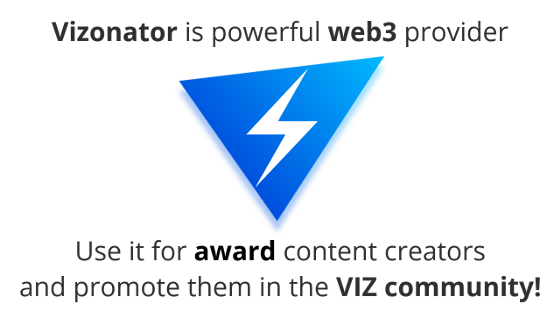 Vizonator is powerful web3 provider
Use it for award content creators
and promote them in the VIZ community!